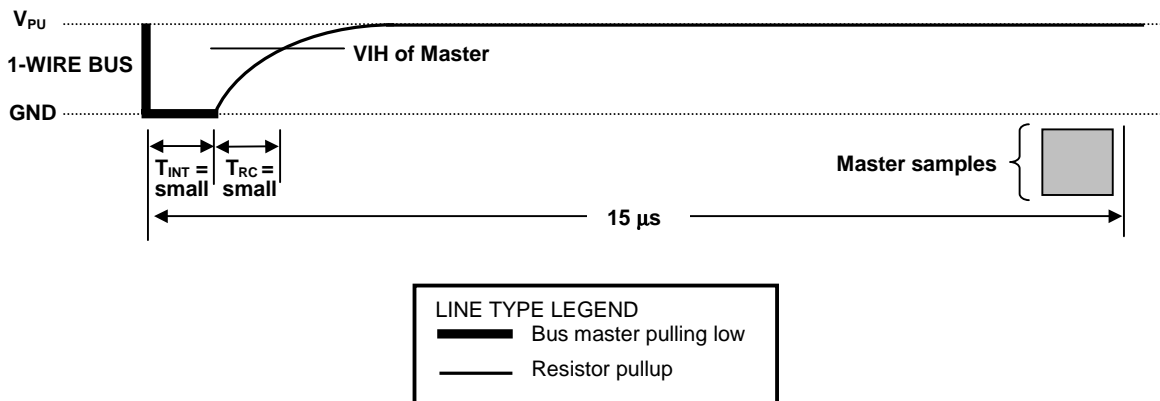 VPU
1-WIRE BUS
VIH of Master
GND
TINT =
small
TRC =
small
Master samples
15 μs
LINE TYPE LEGEND
Bus master pulling low
Resistor pullup